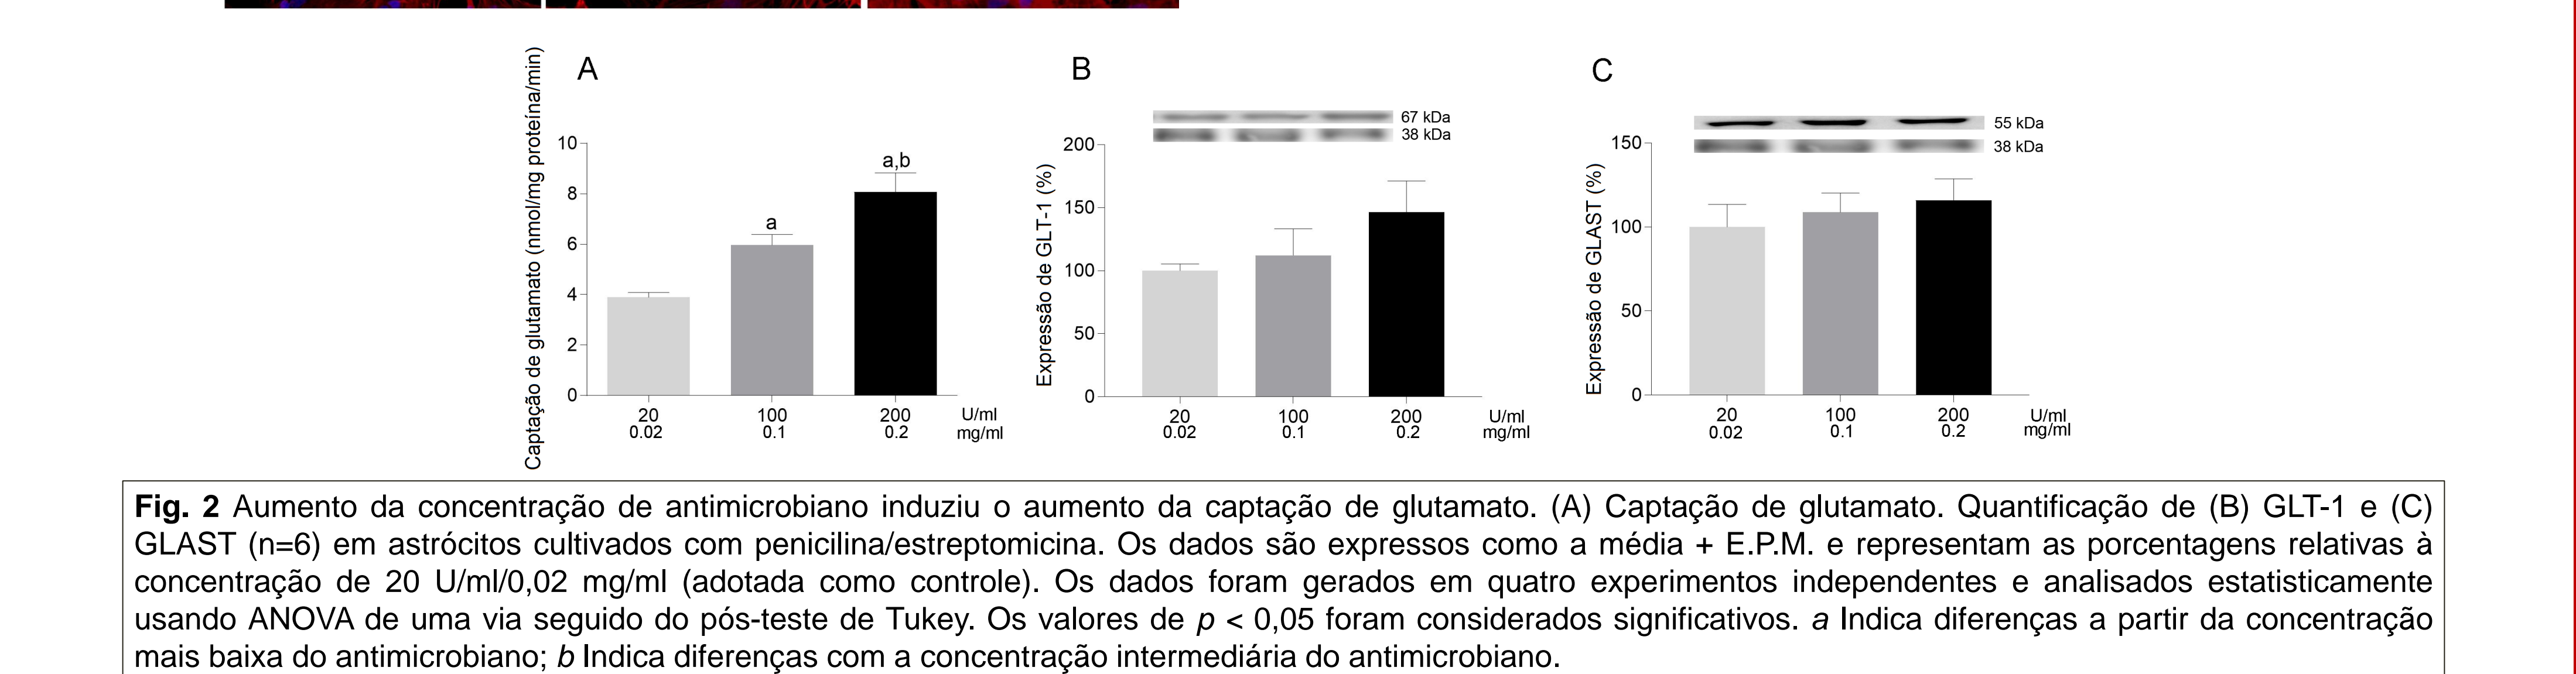 A
Captação de glutamato (nmol/mg proteína/min)
10
8
6
4
2
0
a
a,b
20 100 200 U/ml
0.02 0.1 0.2 mg/ml
B
67 kDa
38 kDa
Expressão de GLT-1 (%)
200
150
100
50
0
20 100 200 U/ml
0.02 0.1 0.2 mg/ml
C
55 kDa
38 kDa
Expressão de GLAST (%)
150
100
50
0
20 100 200 U/ml
0.02 0.1 0.2 mg/ml
Fig. 2 Aumento da concentração de antimicrobiano induziu o aumento da captação de glutamato. (A) Captação de glutamato. Quantificação de (B) GLT-1 e (C)
GLAST (n=6) em astrócitos cultivados com penicilina/estreptomicina. Os dados são expressos como a média + E.P.M. e representam as porcentagens relativas à
concentração de 20 U/ml/0,02 mg/ml (adotada como controle). Os dados foram gerados em quatro experimentos independentes e analisados estatisticamente
usando ANOVA de uma via seguido do pós-teste de Tukey. Os valores de p < 0,05 foram considerados significativos. a Indica diferenças a partir da concentração
mais baixa do antimicrobiano; b Indica diferenças com a concentração intermediária do antimicrobiano.